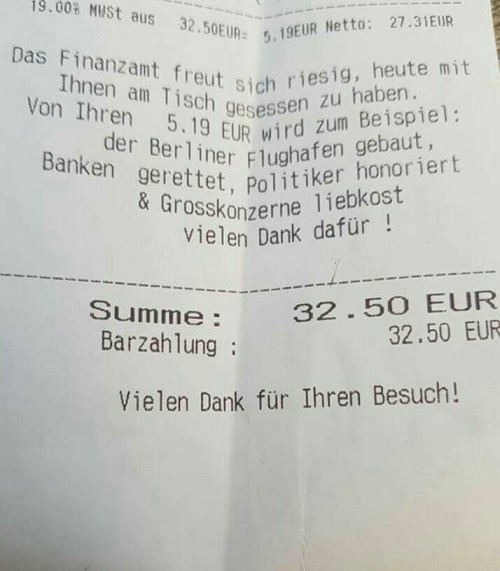 19.00% MWSt aus 32.50EUR= 5.19EUR Netto: 27.31EUR
Das Finanzamt freut sich riesig, heute mit
Ihnen am Tisch gesessen zu haben.
Von Ihren 5.19 EUR wird zum Beispiel:
der Berliner Flughafen gebaut,
Banken gerettet, Politiker honoriert
& Grosskonzerne liebkost
vielen Dank dafür !
Summe: 32.50 EUR
Barzahlung : 32.50 EUR
Vielen Dank für Ihren Besuch!